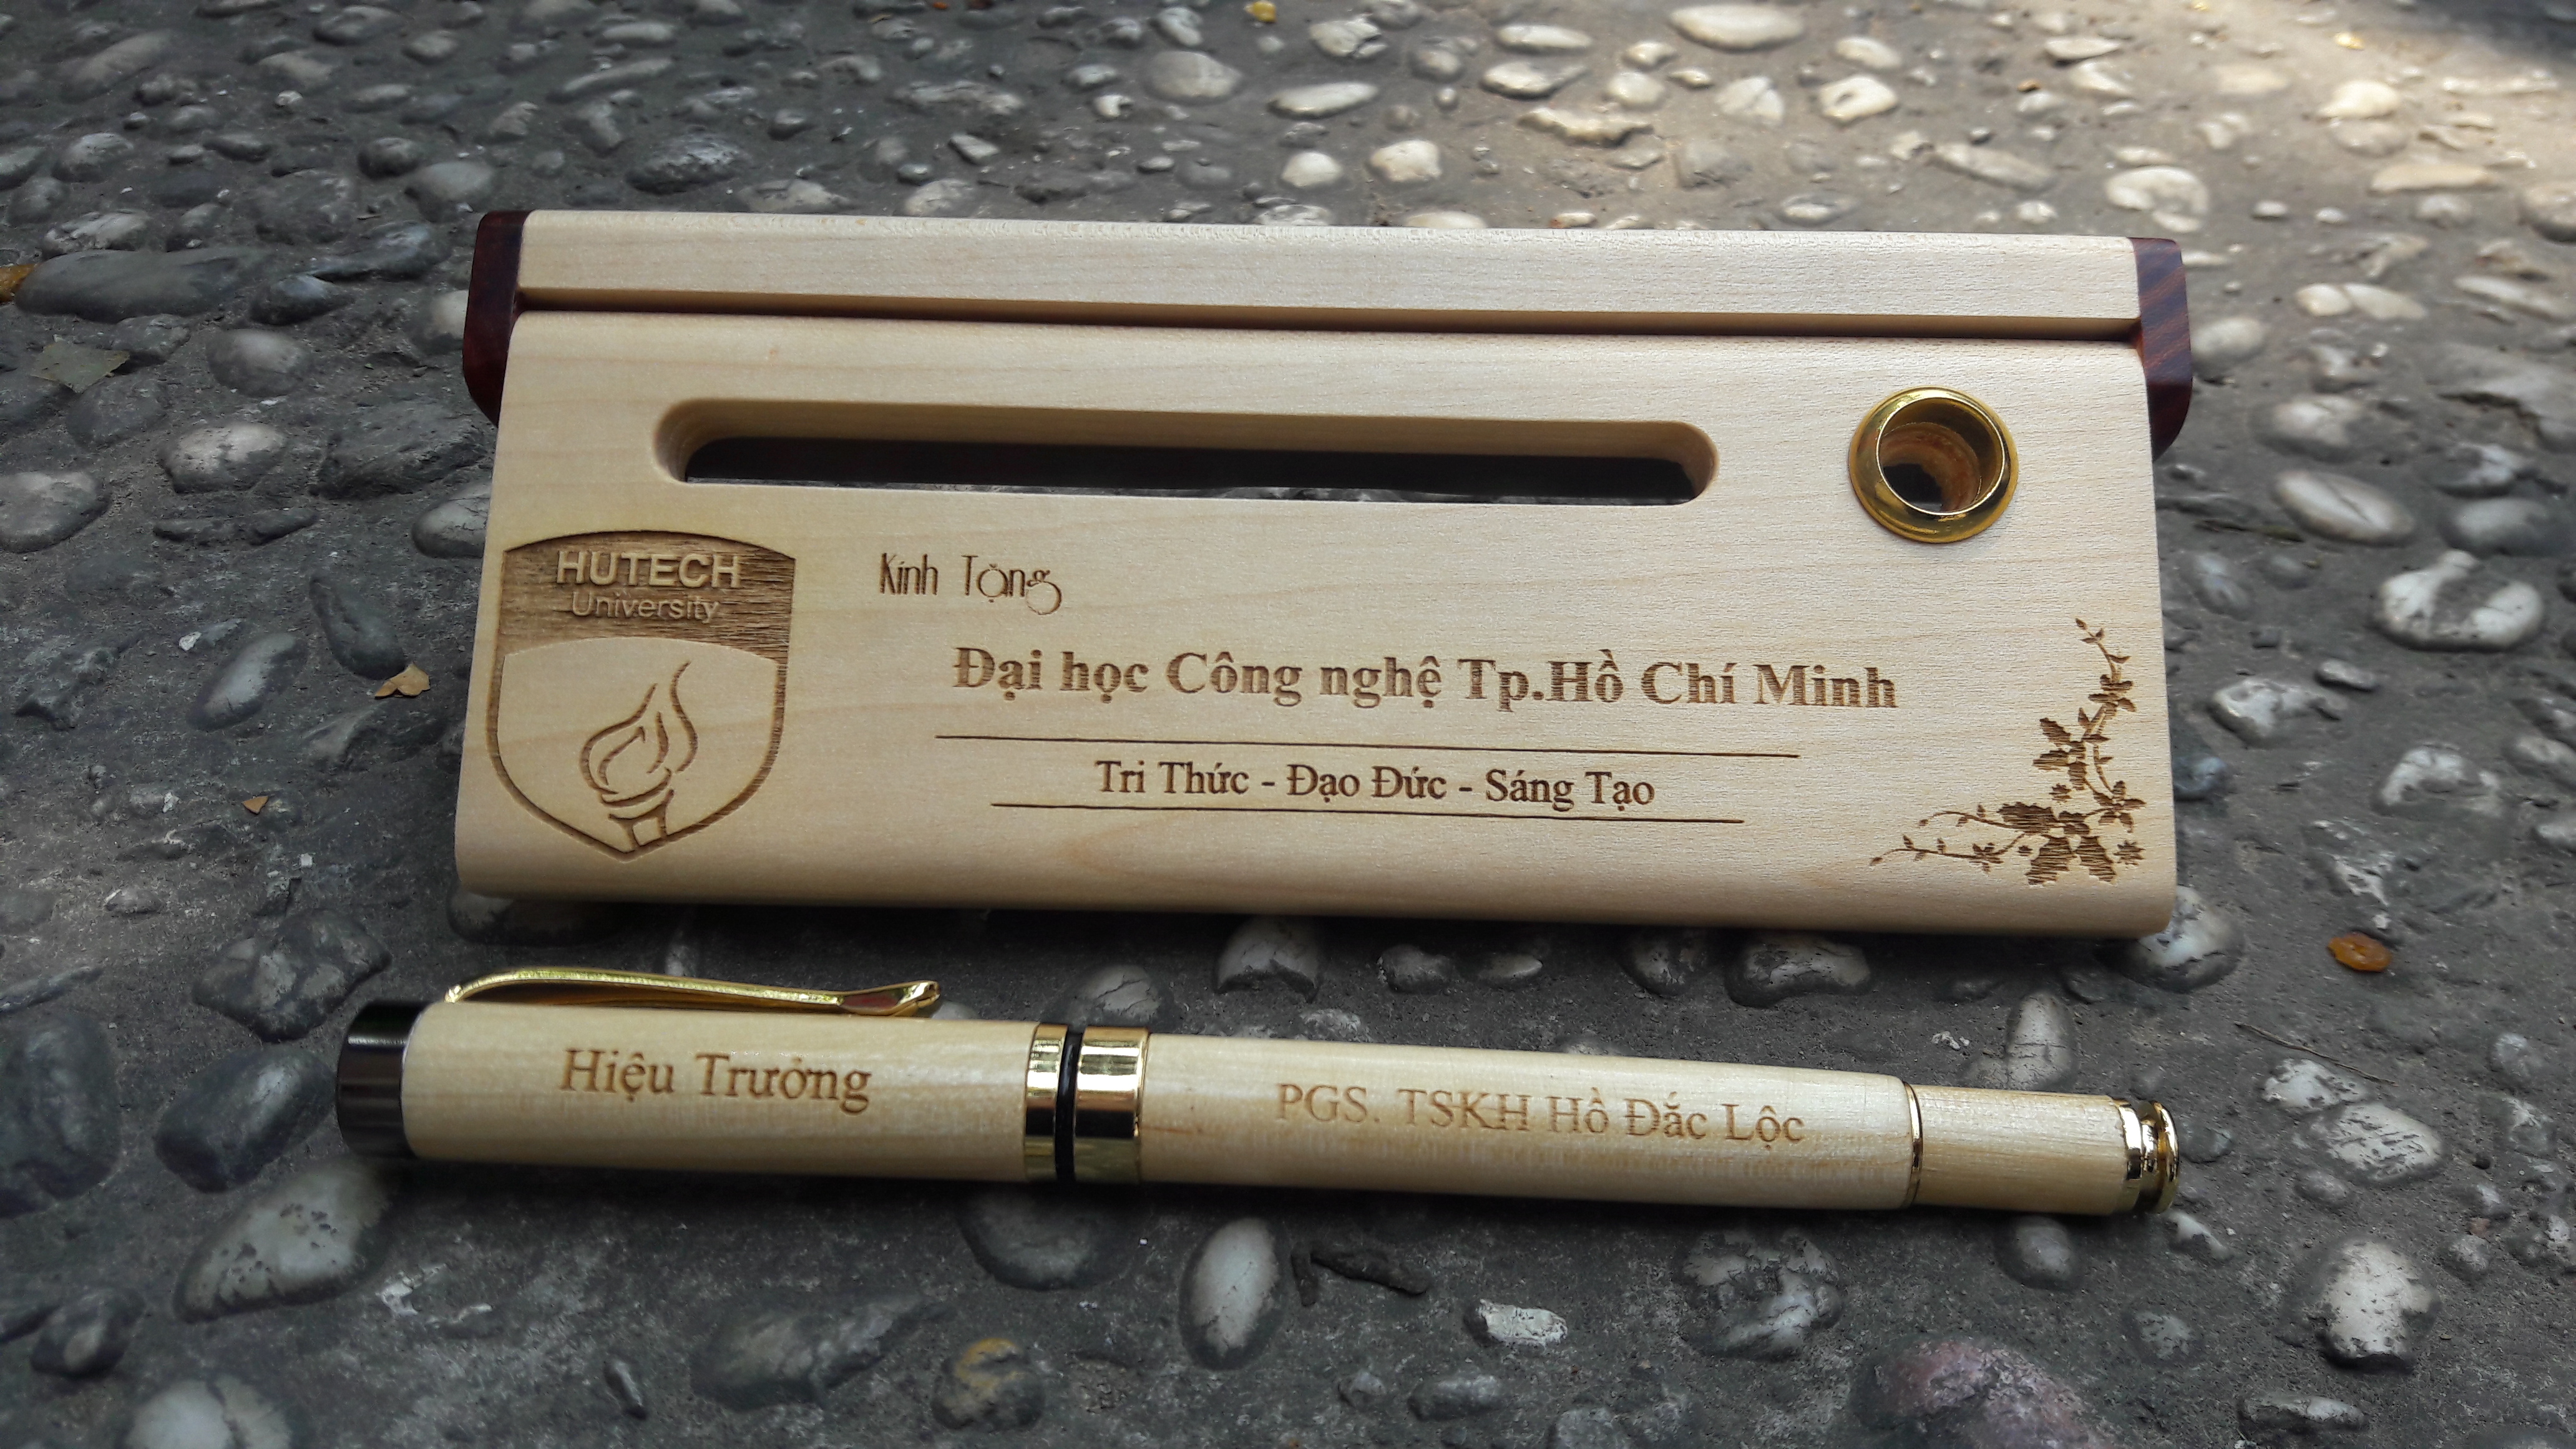 HUTECH
University
Kính Tặng
Đại học Công nghệ Tp.Hồ Chí Minh
Tri Thức - Đạo Đức - Sáng Tạo
Hiệu Trưởng
PGS. TSKH Hồ Đắc Lộc